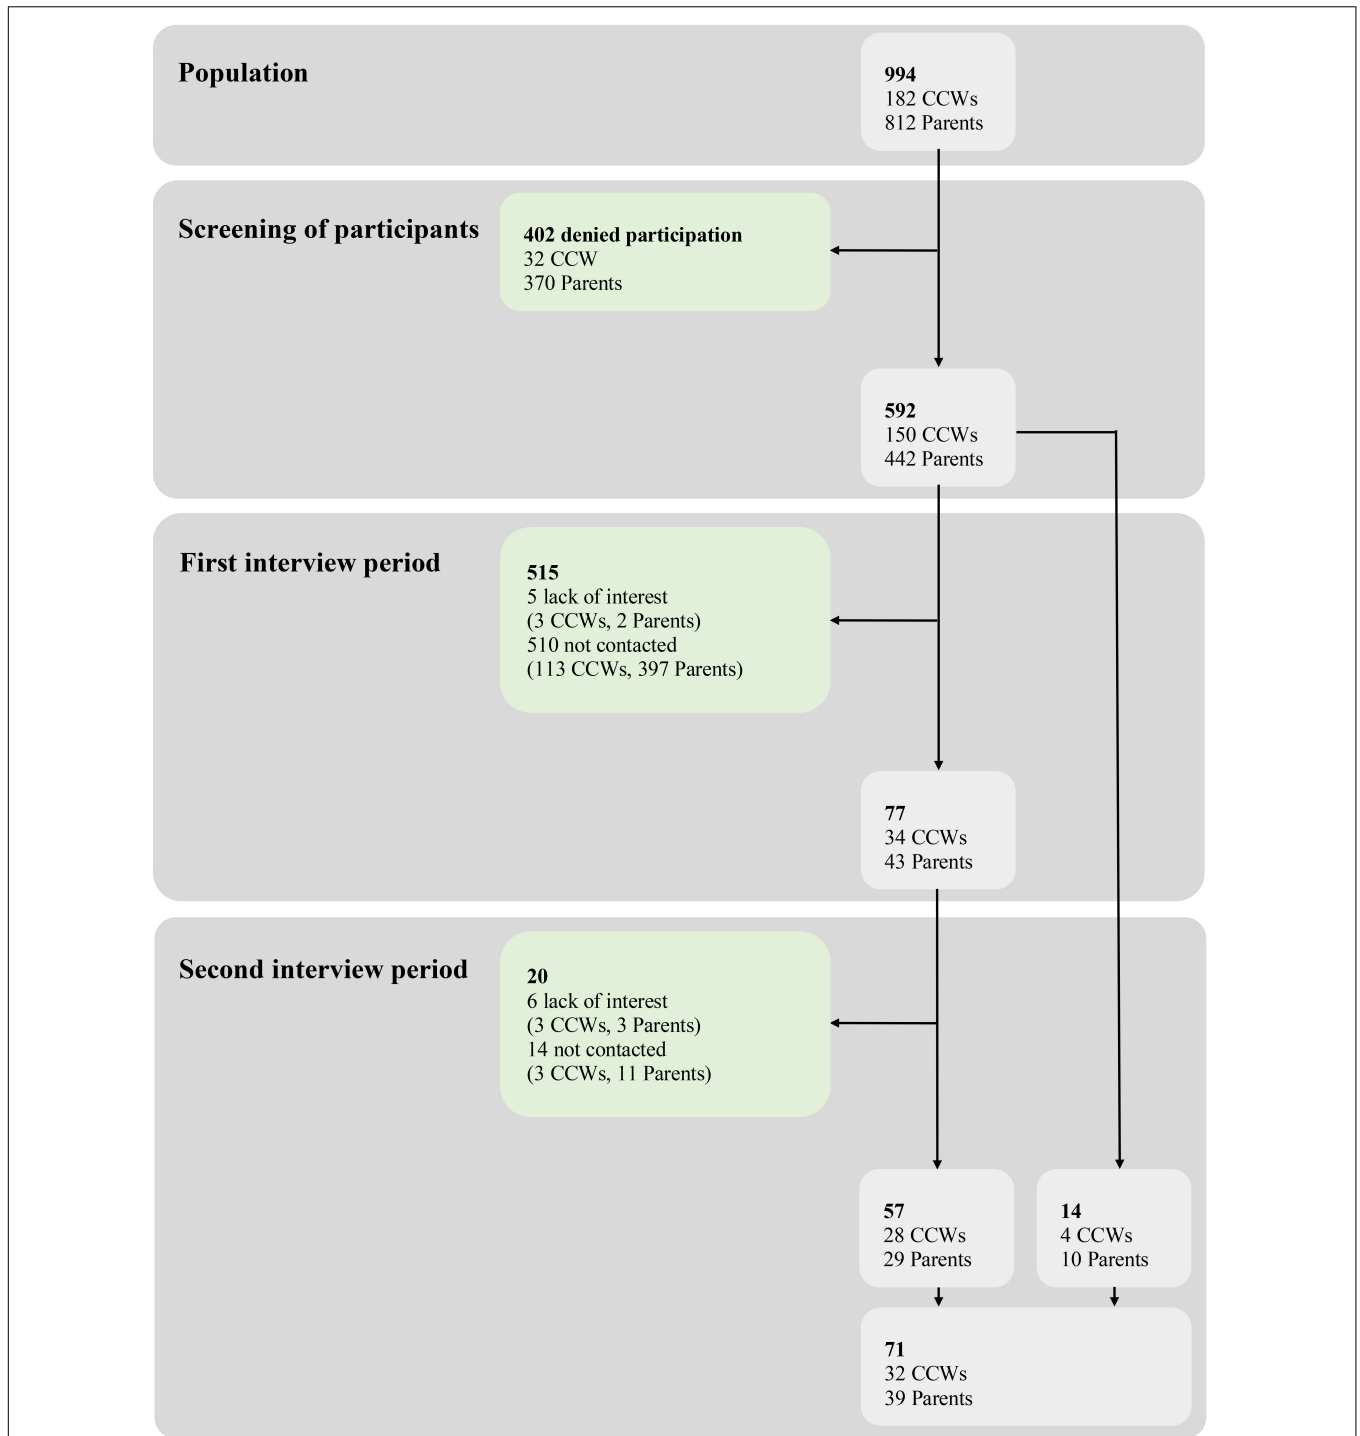 Population
994
182 CCWs
812 Parents
Screening of participants
402 denied participation
32 CCW
370 Parents
592
150 CCWs
442 Parents
First interview period
515
5 lack of interest
(3 CCWs, 2 Parents)
510 not contacted
(113 CCWs, 397 Parents)
77
34 CCWs
43 Parents
Second interview period
20
6 lack of interest
(3 CCWs, 3 Parents)
14 not contacted
(3 CCWs, 11 Parents)
57
28 CCWs
29 Parents
14
4 CCWs
10 Parents
71
32 CCWs
39 Parents